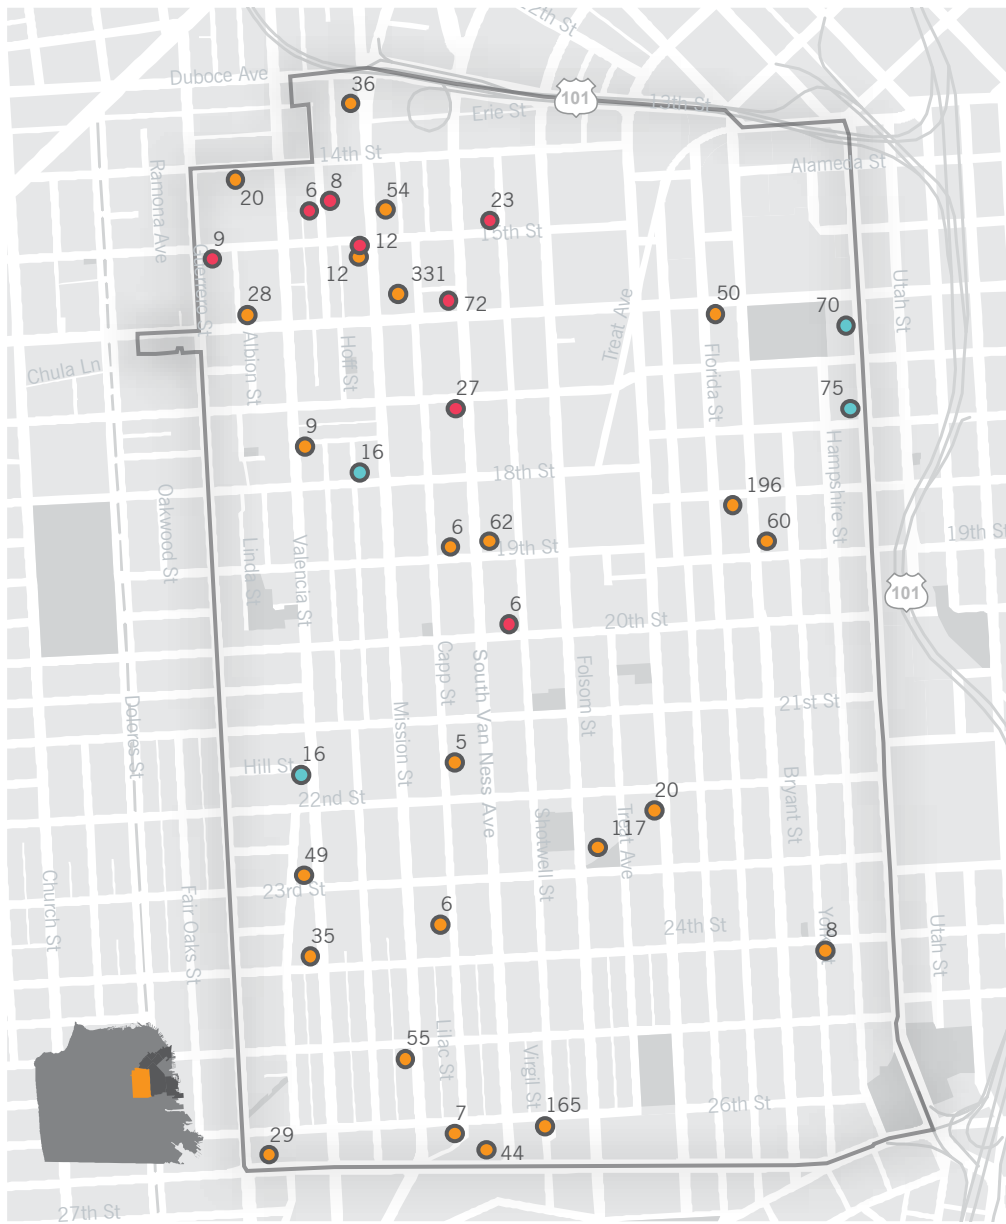 22th St
Duboce Ave
36
101
13th St
Erie St
14th St
Alameda St
Ramona Ave
20
6
8
54
23
15th St
9
Guerrero St
12
12
331
72
28
50
70
Utah St
Treat Ave
Albion St
Hoff St
Florida St
Chula Ln
27
75
9
16
18th St
Hampshire St
196
60
Oakwood St
Linda St
Valencia St
6
62
19th St
19th St
101
6
20th St
Capp St
South Van Ness Ave
Folsom St
Dolores St
Mission St
21st St
5
Hill St
16
22nd St
Bryant St
20
117
Treat Ave
Shotwell St
49
23rd St
Church St
Fair Oaks St
6
24th St
York St
8
Utah St
35
55
Lilac St
Virgil St
7
165
26th St
29
44
27th St